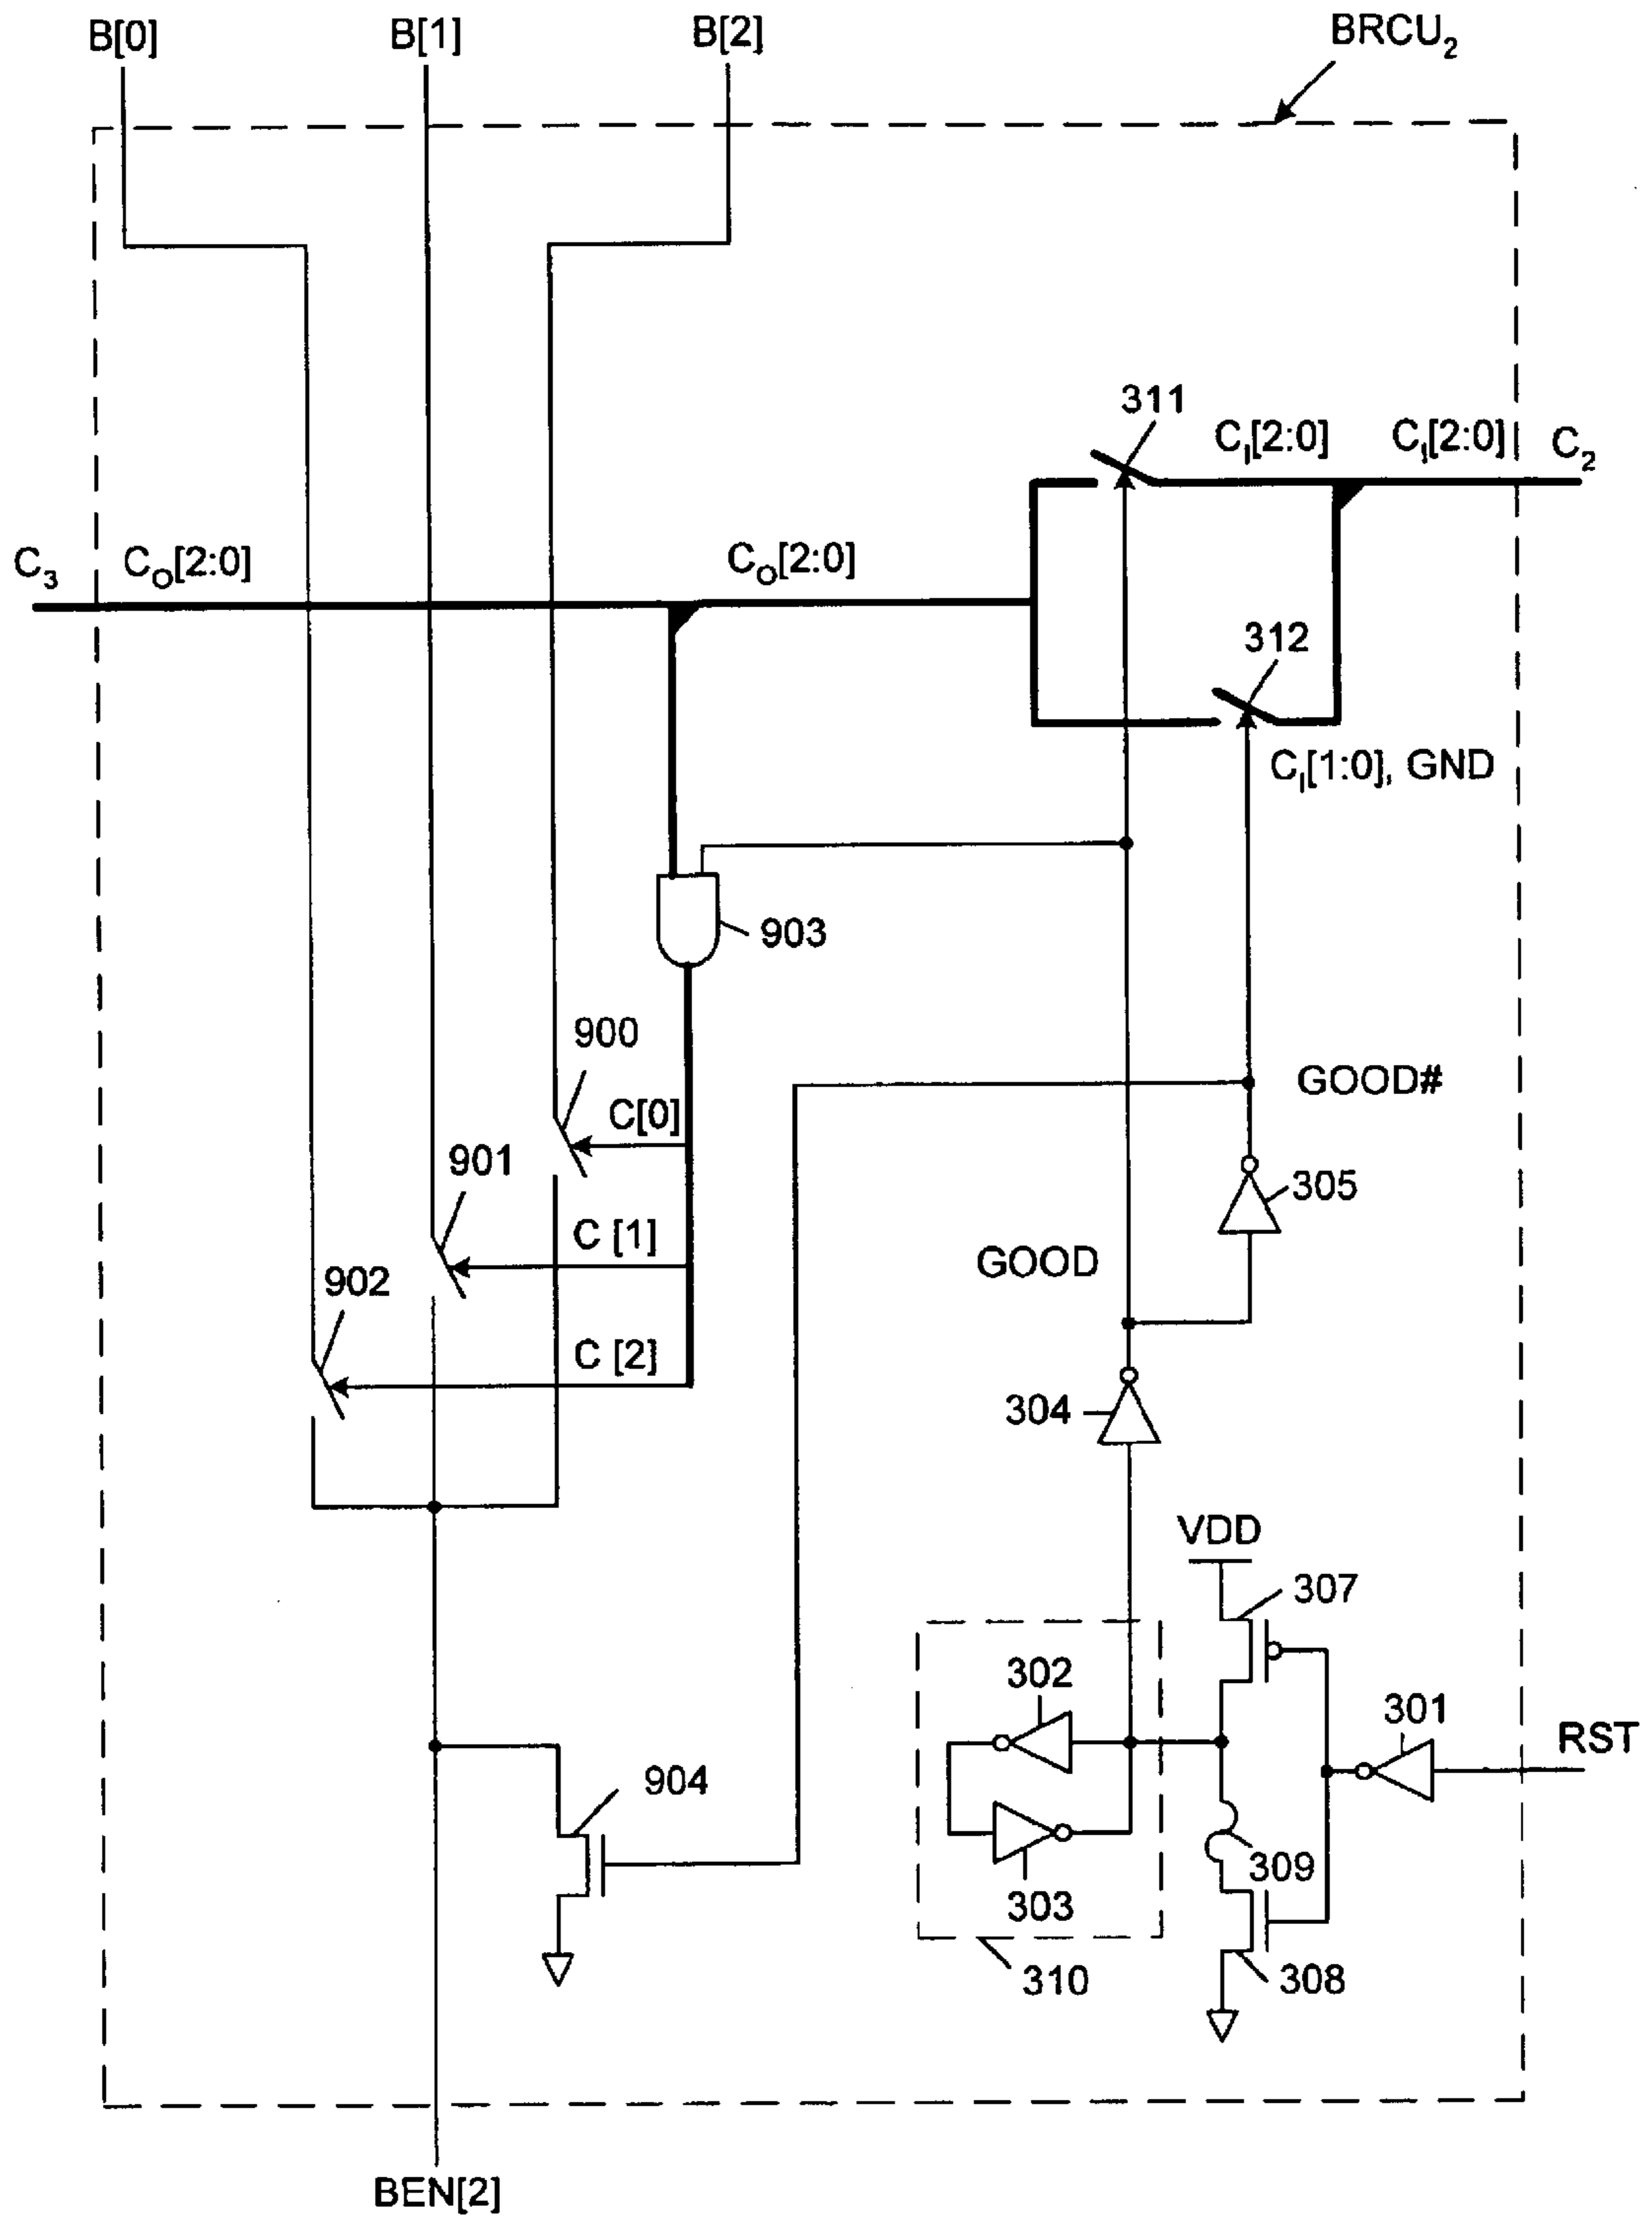 B[0]
B[1]
B[2]
BRCU2
311
CI[2:0]
CI[2:0]
C2
C3
CO[2:0]
CO[2:0]
312
CI[1:0], GND
903
900
C[0]
GOOD#
901
305
C [1]
GOOD
902
C [2]
304
VDD
307
302
301
RST
904
309
303
310
308
BEN[2]